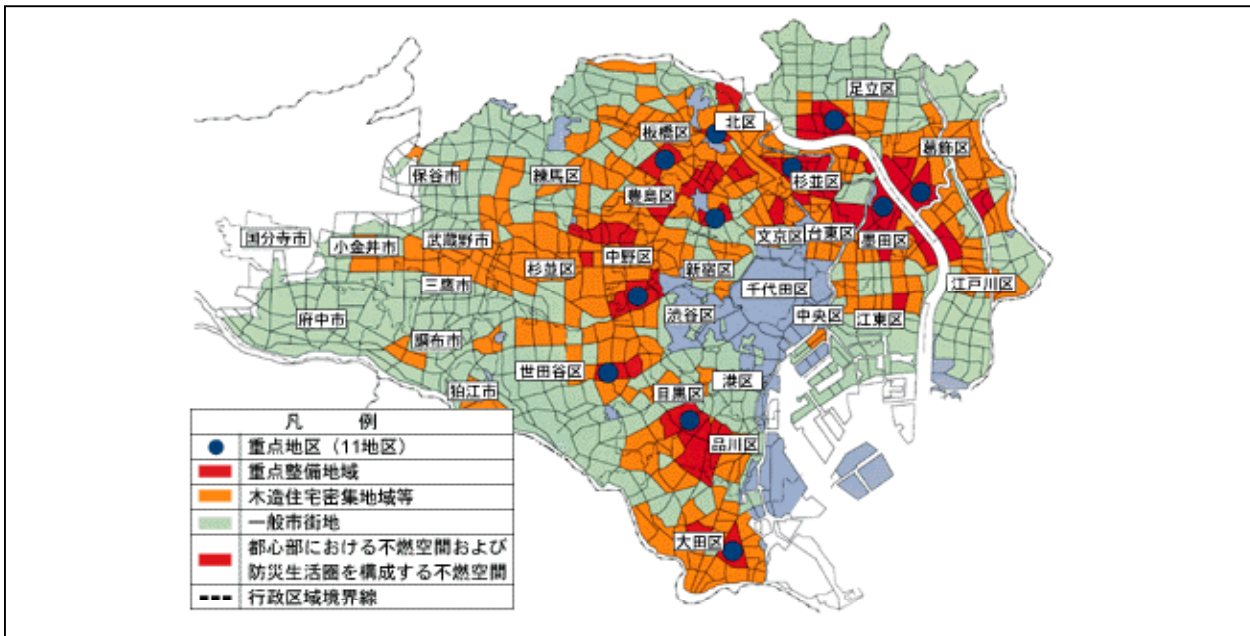 足立区
板橋区
北区
葛飾区
保谷市
練馬区
杉並区
豊島区
国分寺市
小金井市
武蔵野市
文京区
台東区
墨田区
杉並区
中野区
新宿区
三鷹市
千代田区
江戸川区
府中市
渋谷区
中央区
江東区
調布市
世田谷区
港区
狛江市
目黒区
品川区
太田区
凡 例
重点地区（11地区）
重点整備地域
木造住宅密集地域等
一般市街地
都心部における不燃空間および
防災生活圏を構成する不燃空間
行政区域境界線